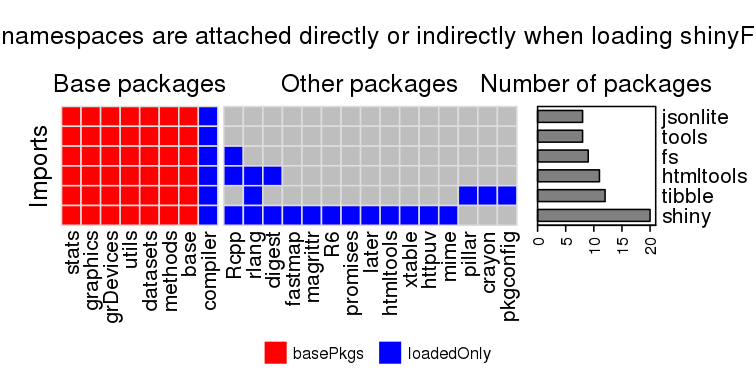 namespaces are attached directly or indirectly when loading shinyF
Base packages
Other packages
Number of packages
Imports
jsonlite
tools
fs
htmltools
tibble
shiny
stats
graphics
grDevices
utils
datasets
methods
base
compiler
Rcpp
rlang
digest
fastmap
magrittr
R6
promises
later
htmltools
xtable
httpuv
mime
pillar
crayon
pkgconfig
0
5
10
15
20
basePkgs
loadedOnly